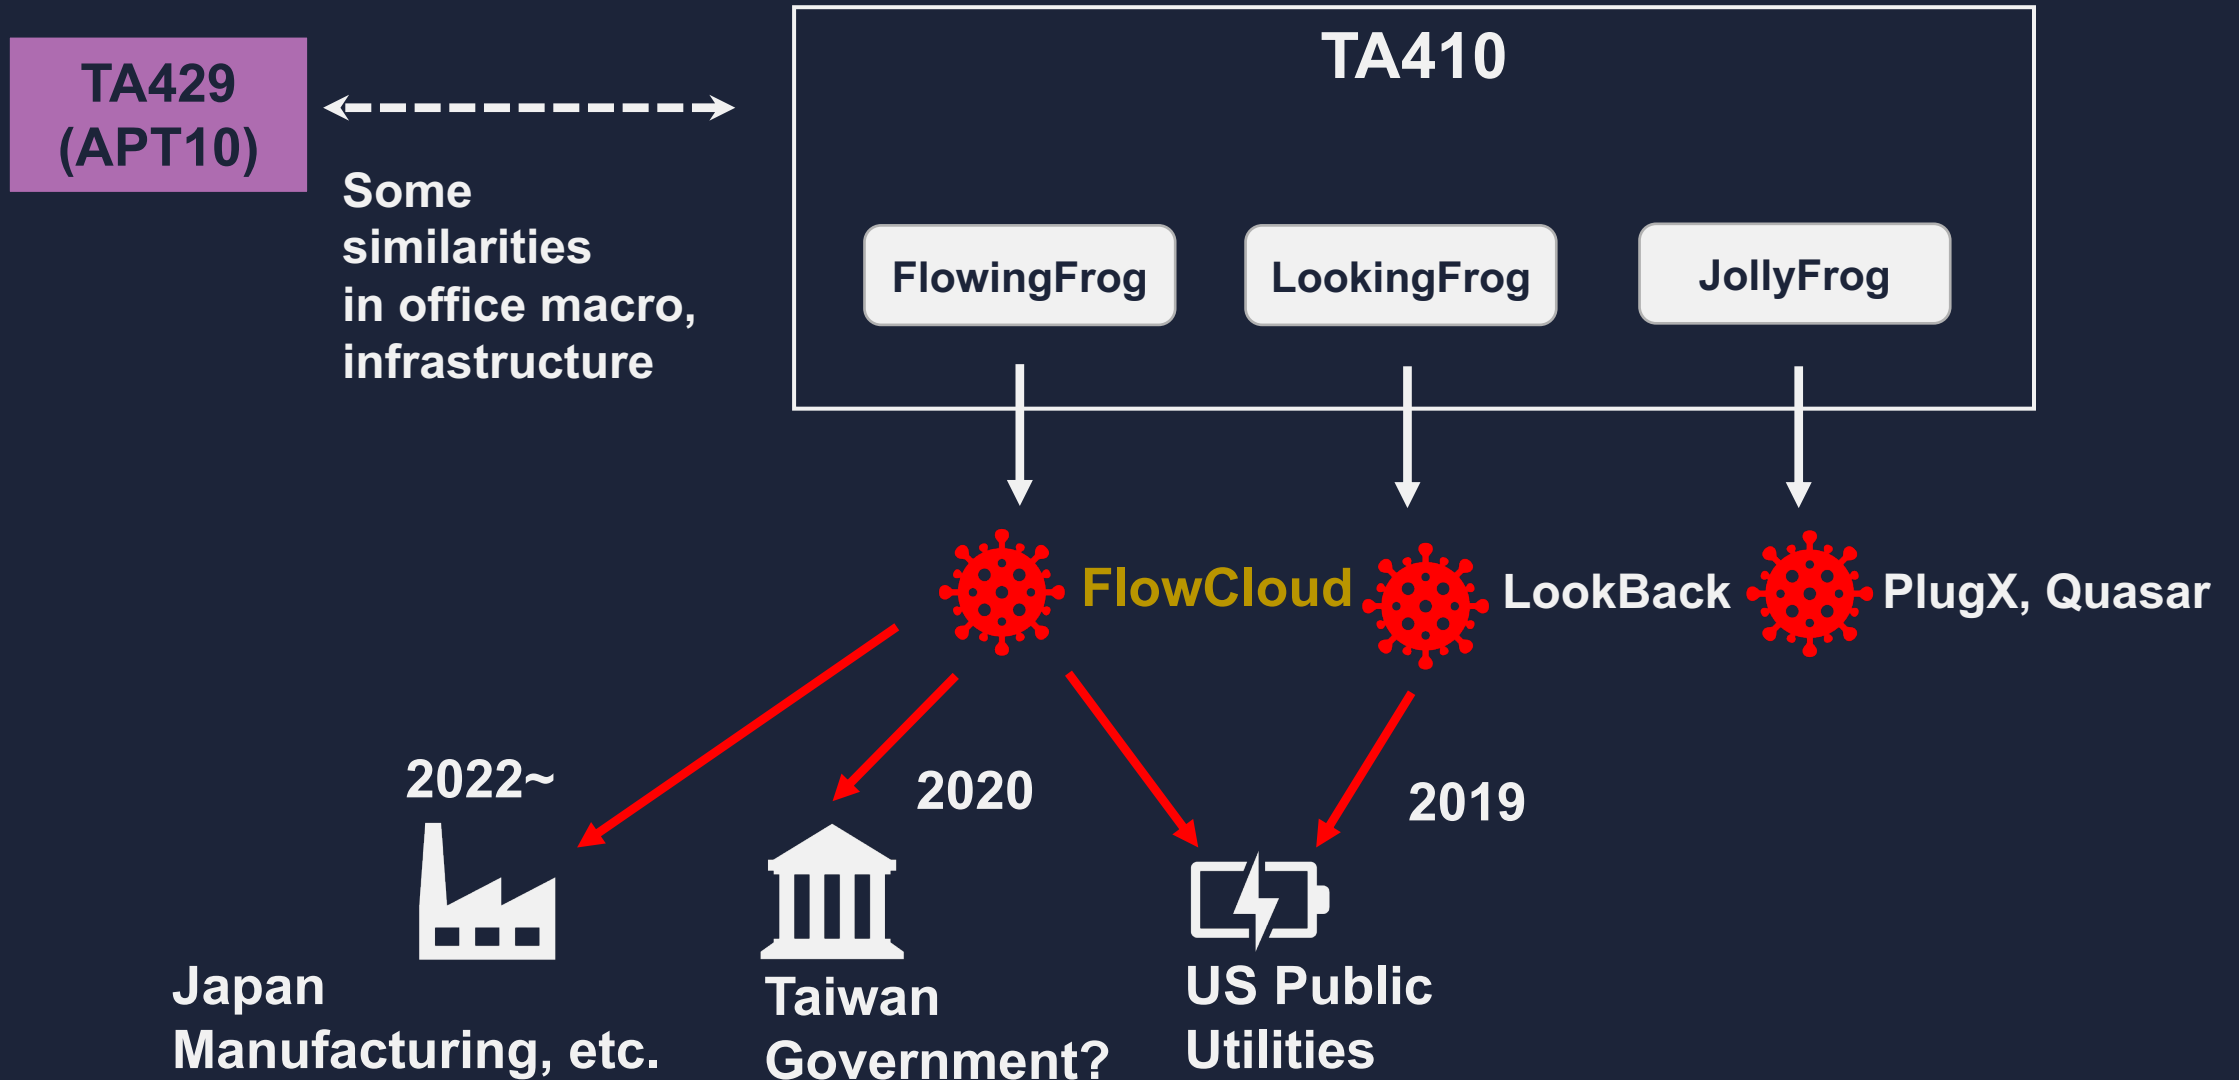 TA429
(APT10)
Some
similarities
in office macro,
infrastructure
TA410
FlowingFrog
LookingFrog
JollyFrog
FlowCloud
LookBack
PlugX, Quasar
2022~
2020
2019
Japan
Manufacturing, etc.
Taiwan
Government?
US Public
Utilities